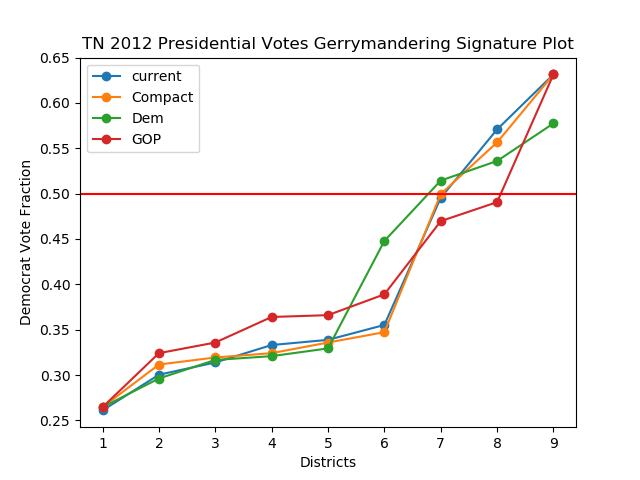 TN 2012 Presidential Votes Gerrymandering Signature Plot
current
Compact
Dem
GOP
0.65
0.60
0.55
0.50
0.45
0.40
0.35
0.30
0.25
Democrat Vote Fraction
1 2 3 4 5 6 7 8 9
Districts